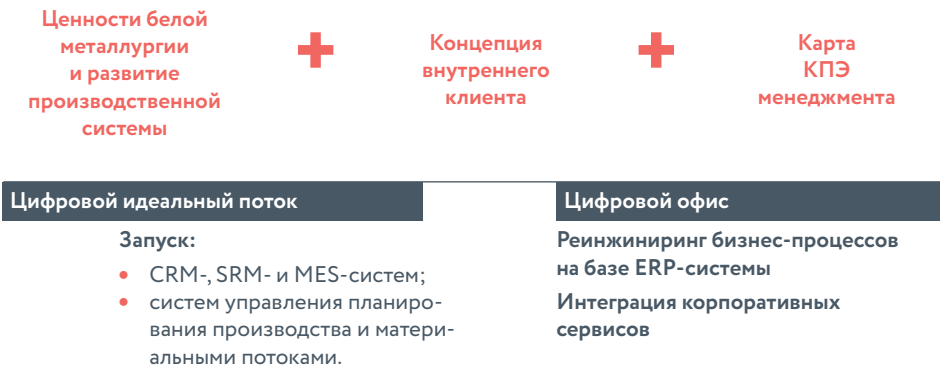 Ценности белой
металлургии
и развитие
производственной
системы
+
Концепция
внутреннего
клиента
+
Карта
КПЭ
менеджмента
Цифровой идеальный поток
Запуск:
• CRM-, SRM- и MES-систем;
• систем управления планиро-
вания производства и матери-
альными потоками.
Цифровой офис
Реинжиниринг бизнес-процессов
на базе ERP-системы
Интеграция корпоративных
сервисов